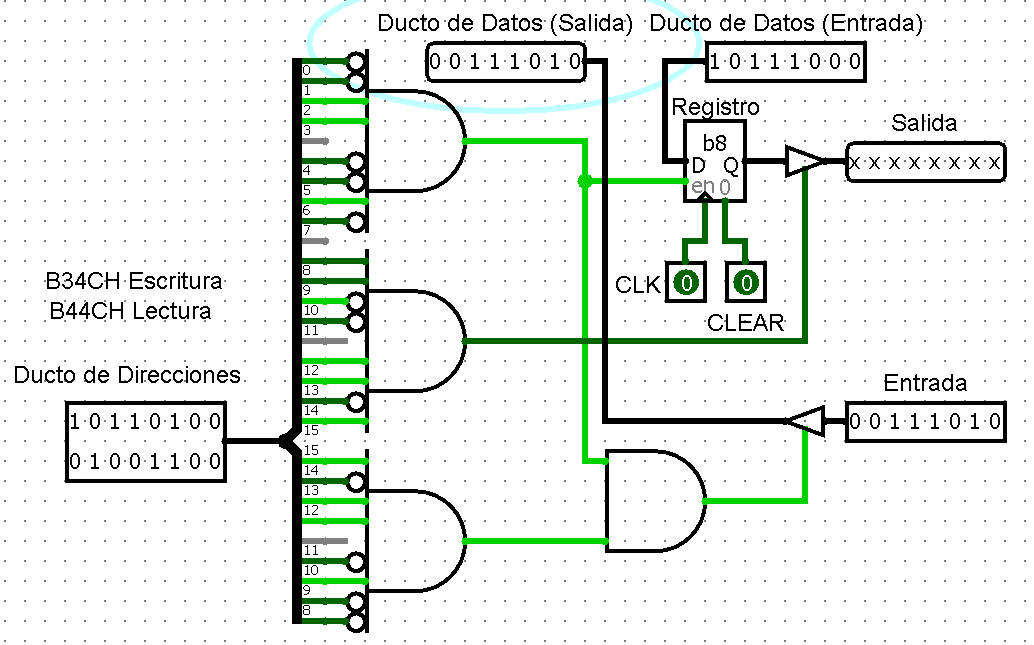 Ducto de Datos (Salida)
Ducto de Datos (Entrada)
0 0 1 1 1 0 1 0
1 0 1 1 1 0 0 0
Registro
b8
D Q
en 0
Salida
x x x x x x x x
CLK
0
0
CLEAR
B34CH Escritura
B44CH Lectura
Ducto de Direcciones
1 0 1 1 0 1 0 0
0 1 0 0 1 1 0 0
Entrada
0 0 1 1 1 0 1 0
0
1
2
3
4
5
6
7
8
9
10
11
12
13
14
15
15
14
13
12
11
10
9
8